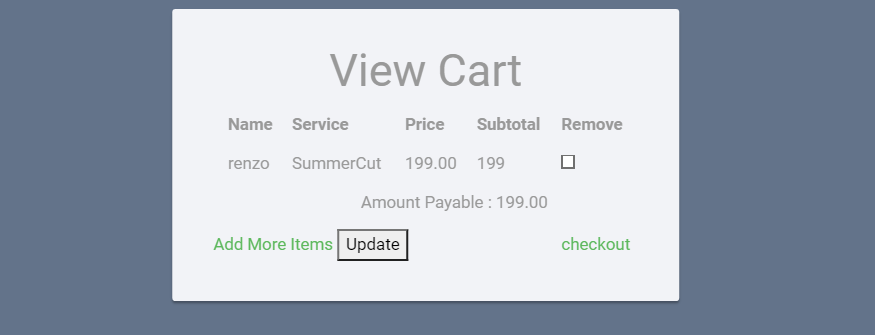 View Cart
Name Service Price Subtotal Remove
renzo SummerCut 199.00 199
Amount Payable : 199.00
Add More Items Update checkout